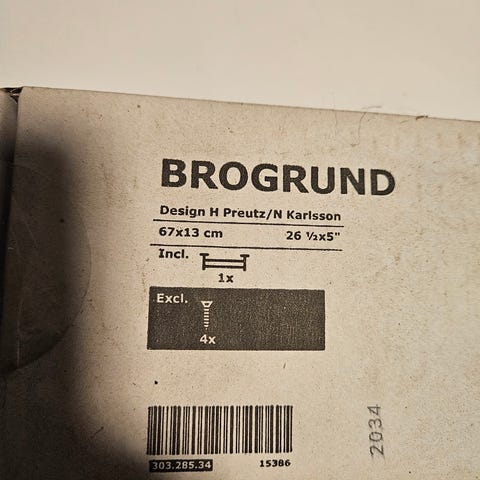 BROGRUND
Design H Preutz/N Karlsson
67x13 cm 26 ½x5"
Incl.
1x
Excl.
4x
303.285.34 15386
2034